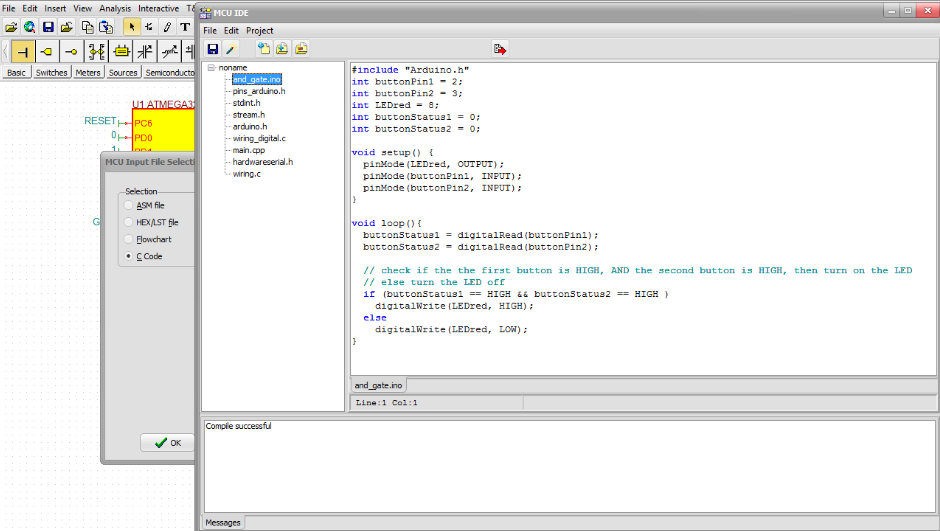 File Edit Insert View Analysis Interactive
MCU IDE
File Edit Project
Basic Switches Meters Sources
U1 ATMEGA3
RESET
PC6
0
PD0
1
MCU Input File Selecti
Selection
ASM file
HEX/LST file
Flowchart
C Code
OK
noname
and_gate.ino
pins_arduino.h
stdint.h
stream.h
arduino.h
wiring_digital.c
main.cpp
hardwareserial.h
wiring.c
#include "Arduino.h"
int buttonPin1 = 2;
int buttonPin2 = 3;
int LEDred = 8;
int buttonStatus1 = 0;
int buttonStatus2 = 0;
void setup() {
pinMode(LEDred, OUTPUT);
pinMode(buttonPin1, INPUT);
pinMode(buttonPin2, INPUT);
}
void loop(){
buttonStatus1 = digitalRead(buttonPin1);
buttonStatus2 = digitalRead(buttonPin2);
// check if the the first button is HIGH, AND the second button is HIGH, then turn on the LED
// else turn the LED off
if (buttonStatus1 == HIGH && buttonStatus2 == HIGH )
digitalWrite(LEDred, HIGH);
else
digitalWrite(LEDred, LOW);
}
and_gate.ino
Line:1 Col:1
Compile successful
Messages